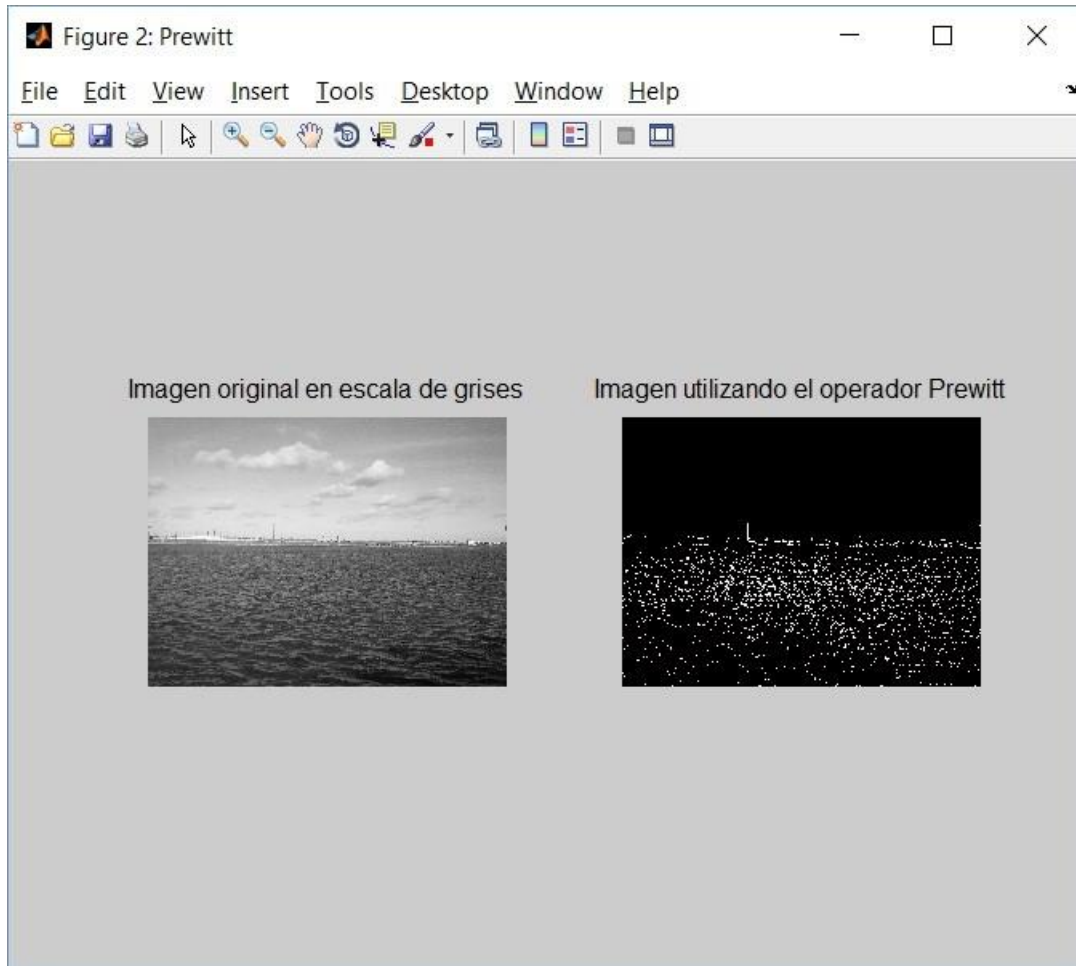 Figure 2: Prewitt
File Edit View Insert Tools Desktop Window Help
Imagen original en escala de grises
Imagen utilizando el operador Prewitt